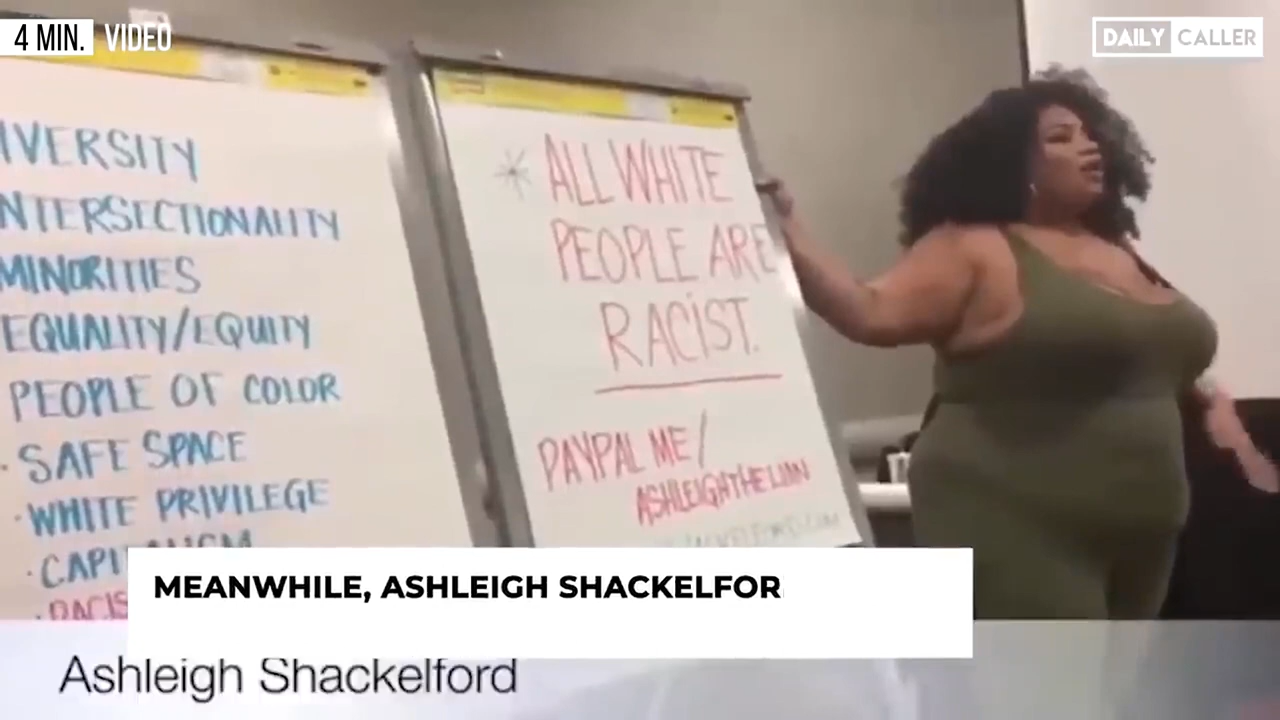 4 MIN. VIDEO
DAILY CALLER
IVERSITY
NTERSECTIONALITY
MINORITIES
EQUALITY/EQUITY
PEOPLE OF COLOR
· SAFE SPACE
· WHITE PRIVILEGE
· RACIS
* ALL WHITE
PEOPLE ARE
RACIST.
PAYPAL ME/
MEANWHILE, ASHLEIGH SHACKELFOR
Ashleigh Shackelford